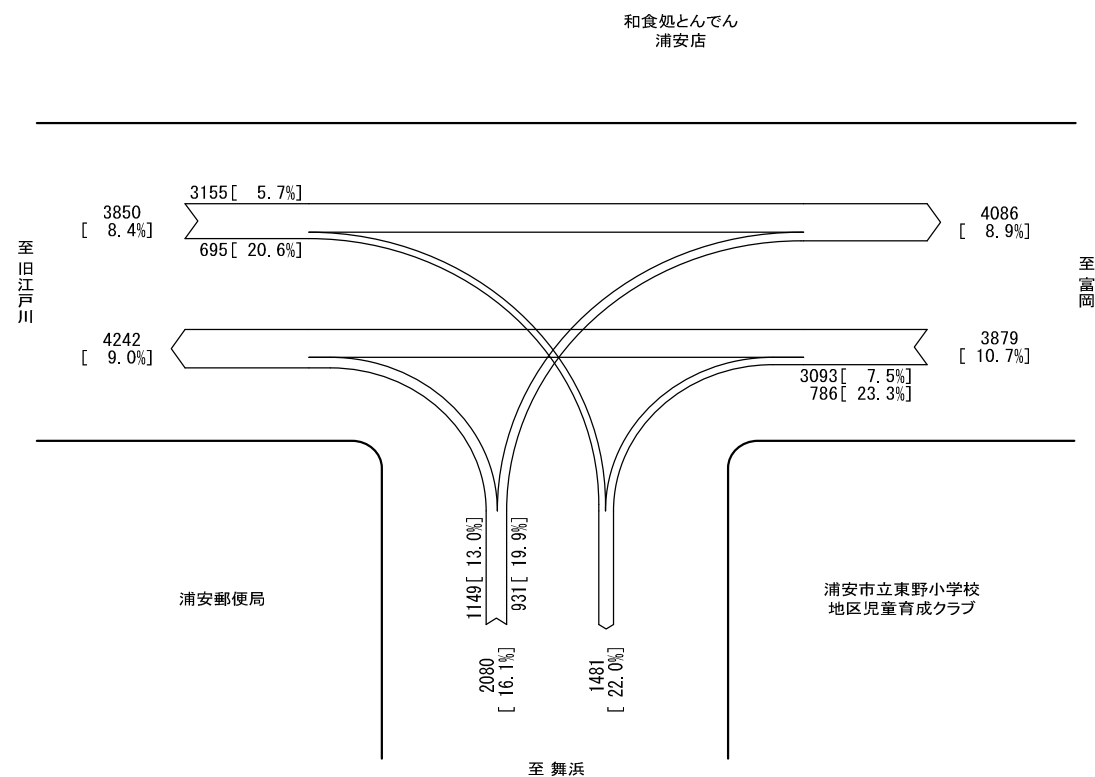 和食処とんでん
浦安店
3155[ 5.7%]
3850
[ 8.4%]
695[ 20.6%]
4086
[ 8.9%]
至 旧江戸川
至 富岡
4242
[ 9.0%]
3879
[ 10.7%]
3093[ 7.5%]
786[ 23.3%]
1149[ 13.0%]
931[ 19.9%]
浦安郵便局
浦安市立東野小学校
地区児童育成クラブ
2080
[ 16.1%]
1481
[ 22.0%]
至 舞浜